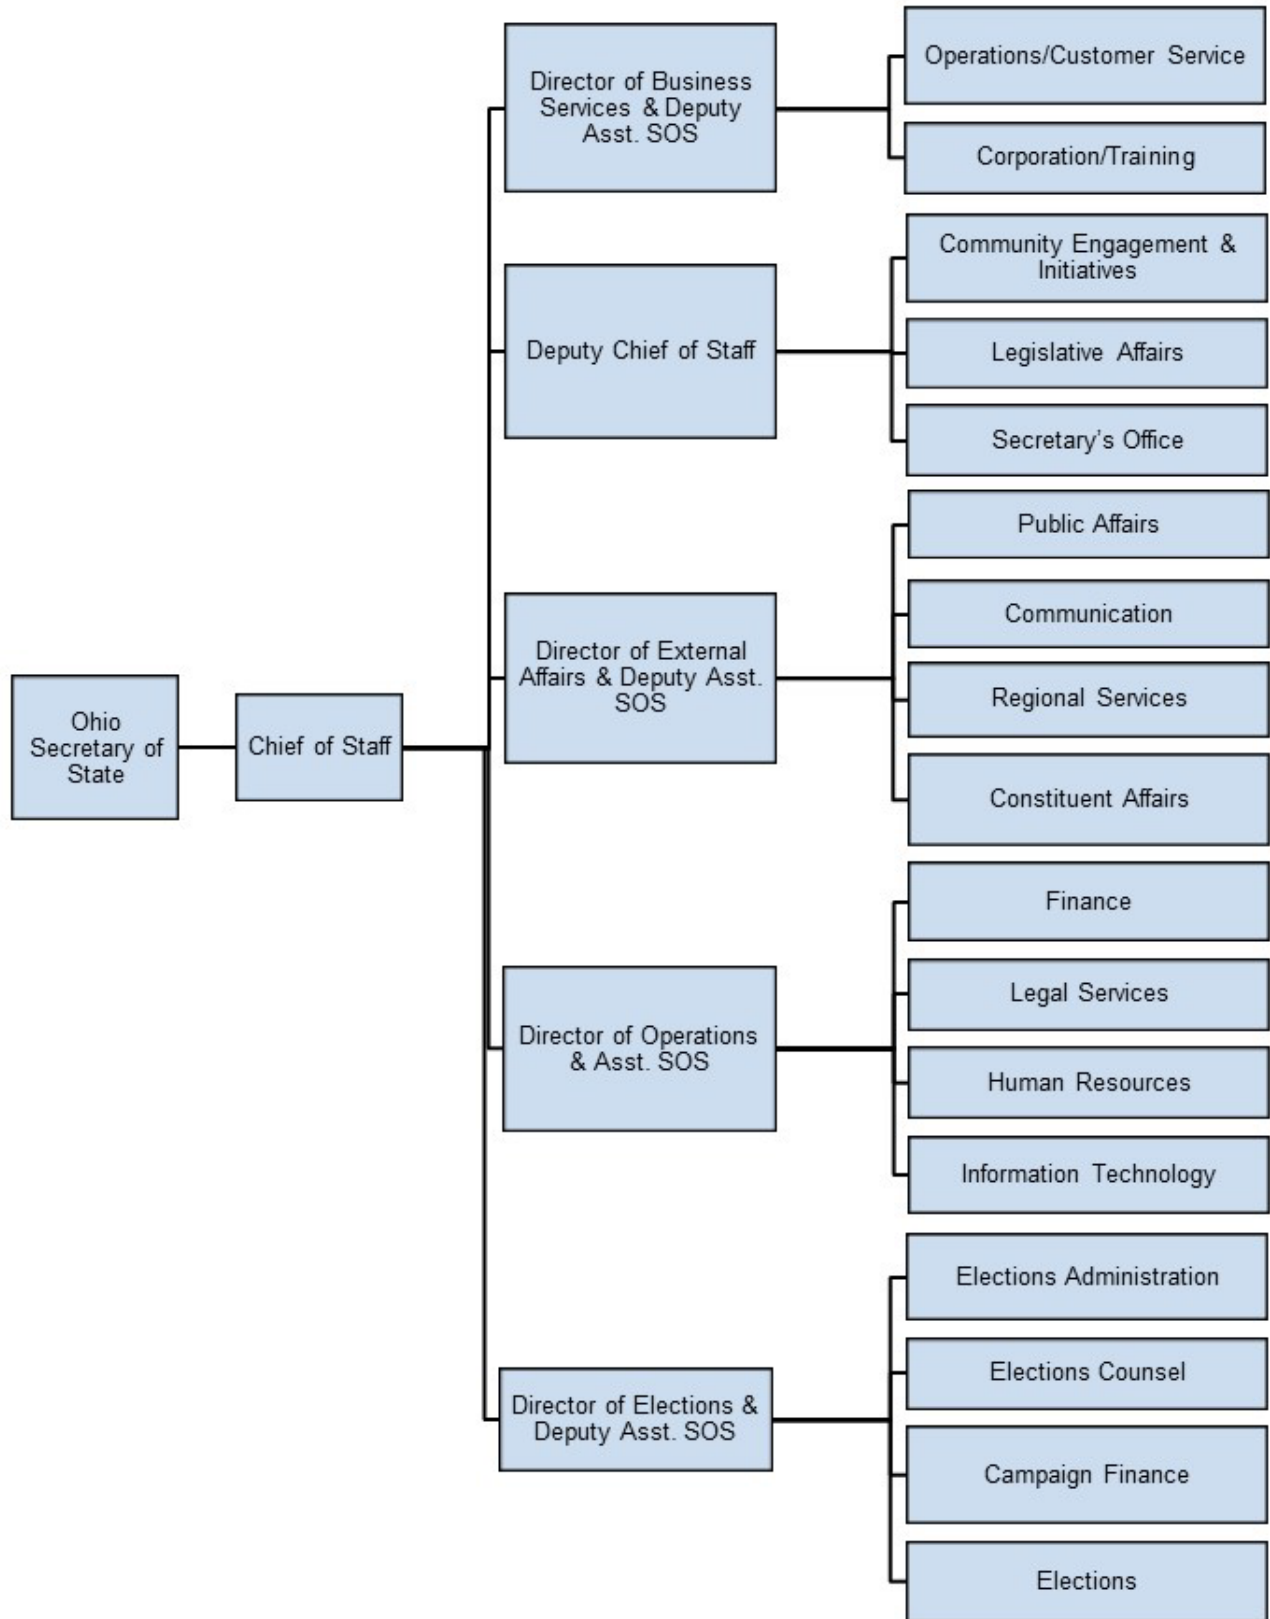 Ohio
Secretary of
State
Chief of Staff
Director of Business
Services & Deputy
Asst. SOS
Operations/Customer Service
Corporation/Training
Deputy Chief of Staff
Community Engagement &
Initiatives
Legislative Affairs
Secretary’s Office
Director of External
Affairs & Deputy Asst.
SOS
Public Affairs
Communication
Regional Services
Constituent Affairs
Director of Operations
& Asst. SOS
Finance
Legal Services
Human Resources
Information Technology
Director of Elections &
Deputy Asst. SOS
Elections Administration
Elections Counsel
Campaign Finance
Elections